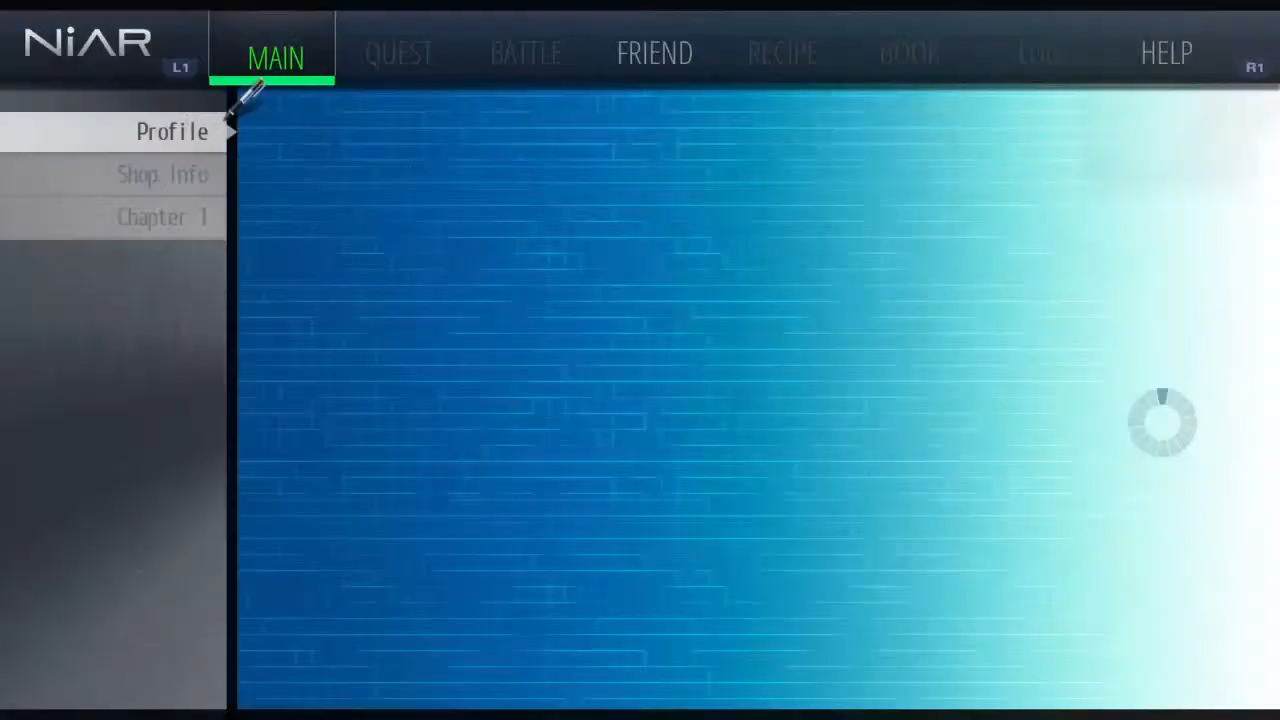 NiAR
L1
MAIN
QUEST
BATTLE
FRIEND
RECIPE
BOOK
HELP
R1
Profile
Shop Info
Chapter 1